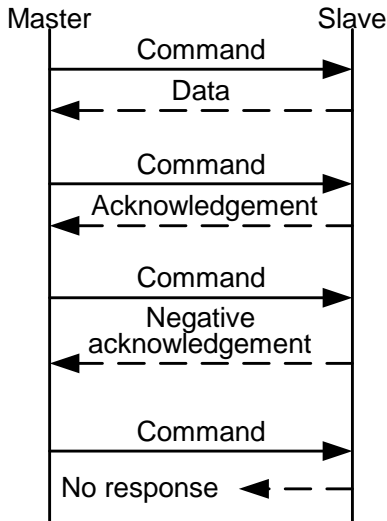 Master Slave
Command
Data
Command
Acknowledgement
Command
Negative
acknowledgement
Command
No response